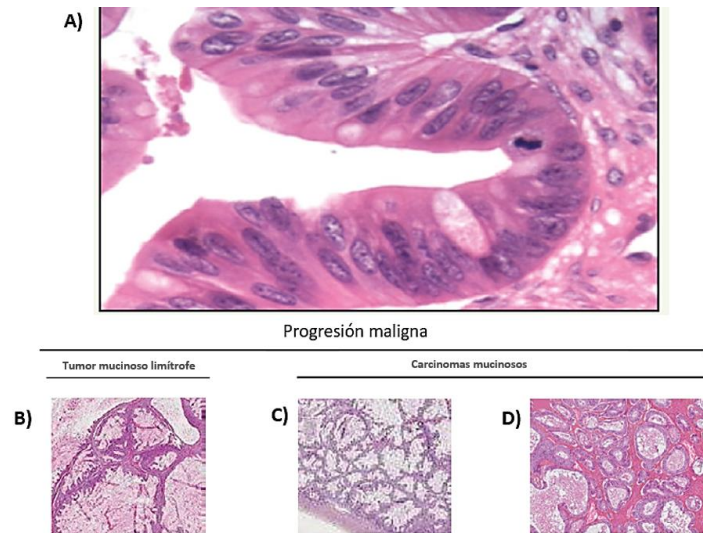 A)
Progresión maligna
Tumor mucinoso limítrofe
Carcinomas mucinosos
B)
C)
D)